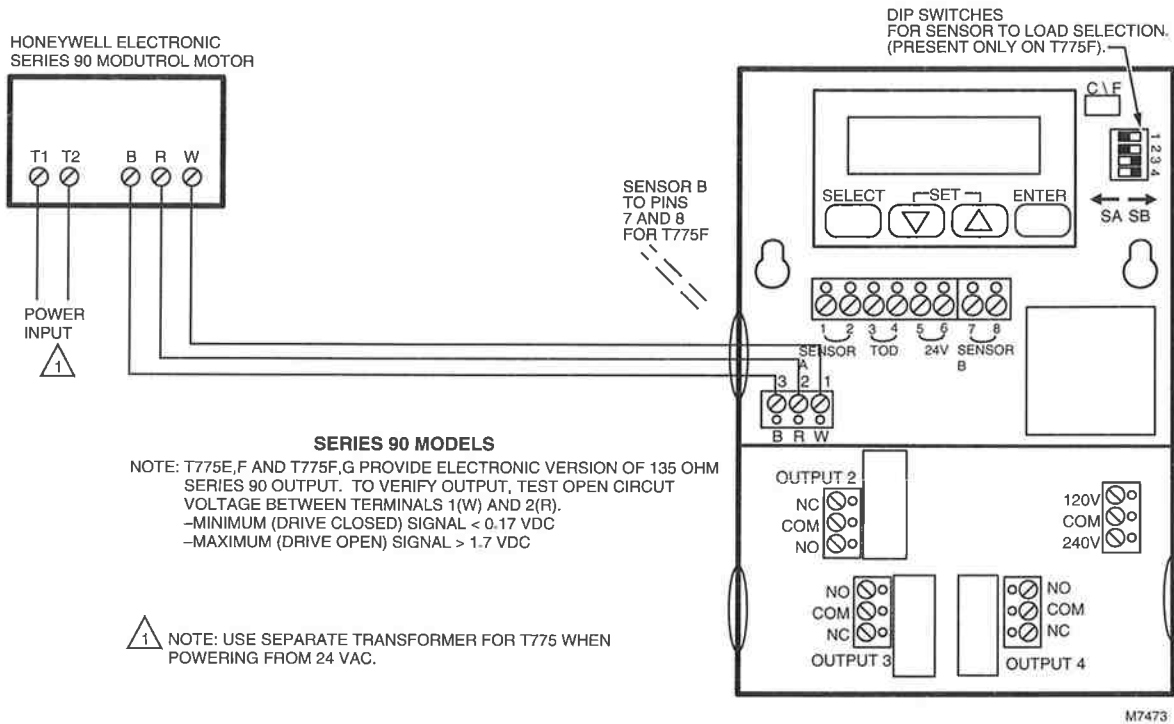 DIP SWITCHES
FOR SENSOR TO LOAD SELECTION.
(PRESENT ONLY ON T775F).
HONEYWELL ELECTRONIC
SERIES 90 MODUTROL MOTOR
T1 T2 B R W
POWER
INPUT
1
C \ F
1
2
3
4
SA SB
SELECT SET ENTER
SENSOR B
TO PINS
7 AND 8
FOR T775F
1 2 3 4 5 6 7 8
SENSOR
A
TOD
24V
SENSOR
B
3 2 1
B R W
SERIES 90 MODELS
NOTE: T775E,F AND T775F,G PROVIDE ELECTRONIC VERSION OF 135 OHM
SERIES 90 OUTPUT. TO VERIFY OUTPUT, TEST OPEN CIRCUT
VOLTAGE BETWEEN TERMINALS 1(W) AND 2(R).
–MINIMUM (DRIVE CLOSED) SIGNAL < 0.17 VDC
–MAXIMUM (DRIVE OPEN) SIGNAL > 1.7 VDC
1 NOTE: USE SEPARATE TRANSFORMER FOR T775 WHEN
POWERING FROM 24 VAC.
OUTPUT 2
NC
COM
NO
120V
COM
240V
NO
COM
NC
OUTPUT 3
NO
COM
NC
OUTPUT 4
M7473